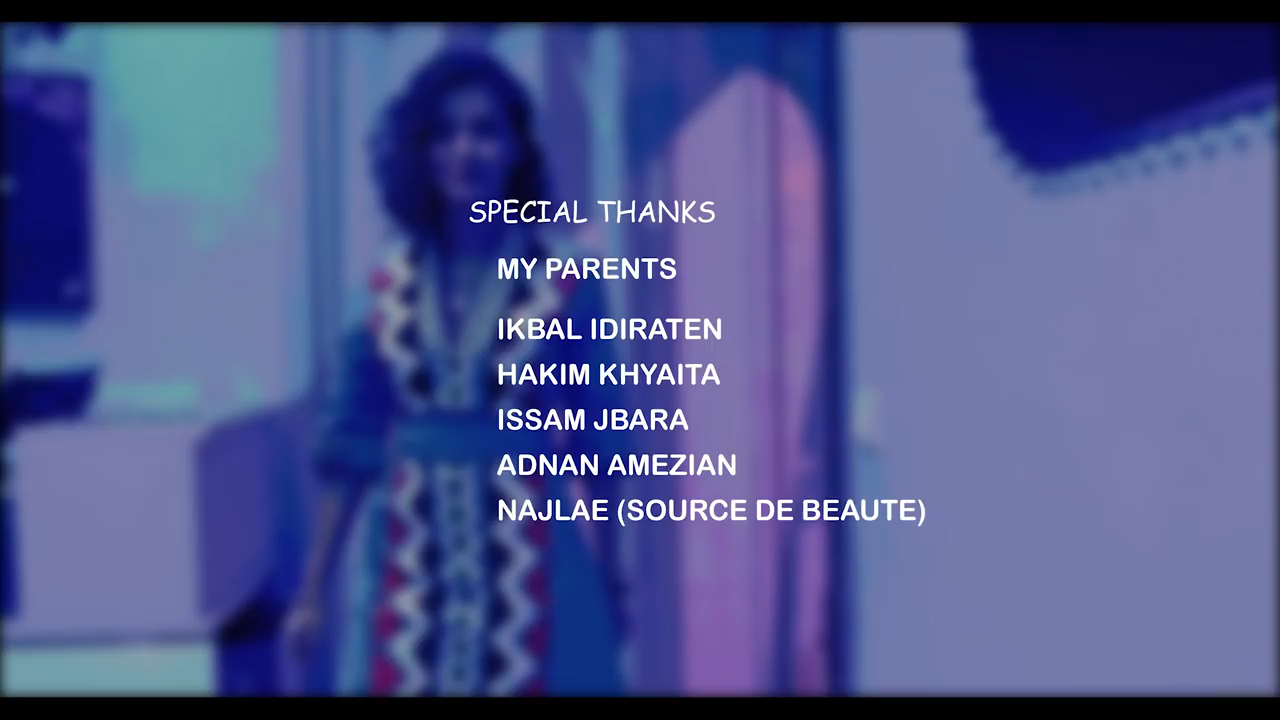 SPECIAL THANKS
MY PARENTS
IKBAL IDIRATEN
HAKIM KHYAITA
ISSAM JBARA
ADNAN AMEZIAN
NAJLAE (SOURCE DE BEAUTE)